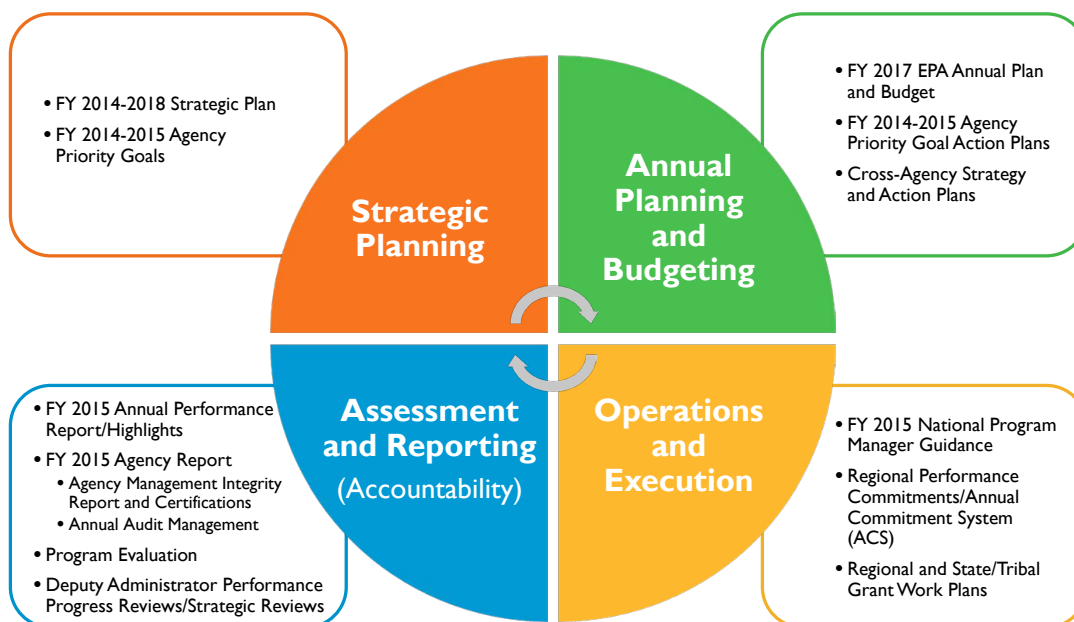 • FY 2014-2018 Strategic Plan
• FY 2014-2015 Agency
Priority Goals
Strategic
Planning
Annual
Planning
and
Budgeting
• FY 2017 EPA Annual Plan
and Budget
• FY 2014-2015 Agency
Priority Goal Action Plans
• Cross-Agency Strategy
and Action Plans
• FY 2015 Annual Performance
Report/Highlights
• FY 2015 Agency Report
• Agency Management Integrity
Report and Certifications
• Annual Audit Management
• Program Evaluation
• Deputy Administrator Performance
Progress Reviews/Strategic Reviews
Assessment
and Reporting
(Accountability)
Operations
and
Execution
• FY 2015 National Program
Manager Guidance
• Regional Performance
Commitments/Annual
Commitment System
(ACS)
• Regional and State/Tribal
Grant Work Plans